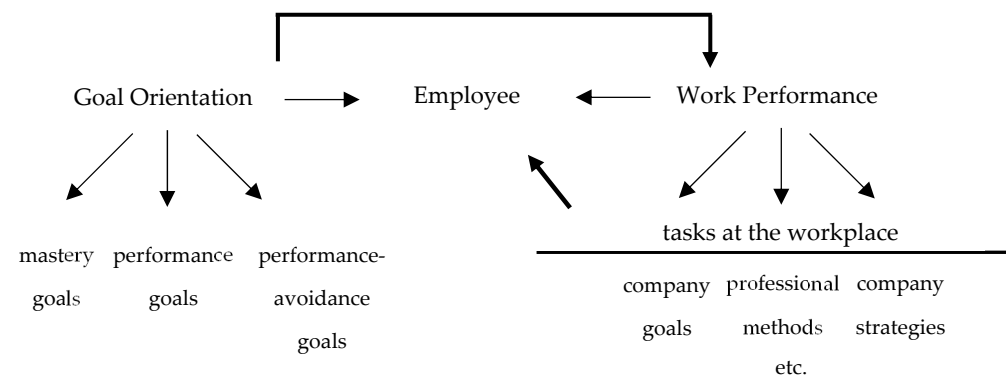 Goal Orientation Employee Work Performance
tasks at the workplace
mastery performance performance-
goals goals avoidance
goals
company professional company
goals methods strategies
etc.